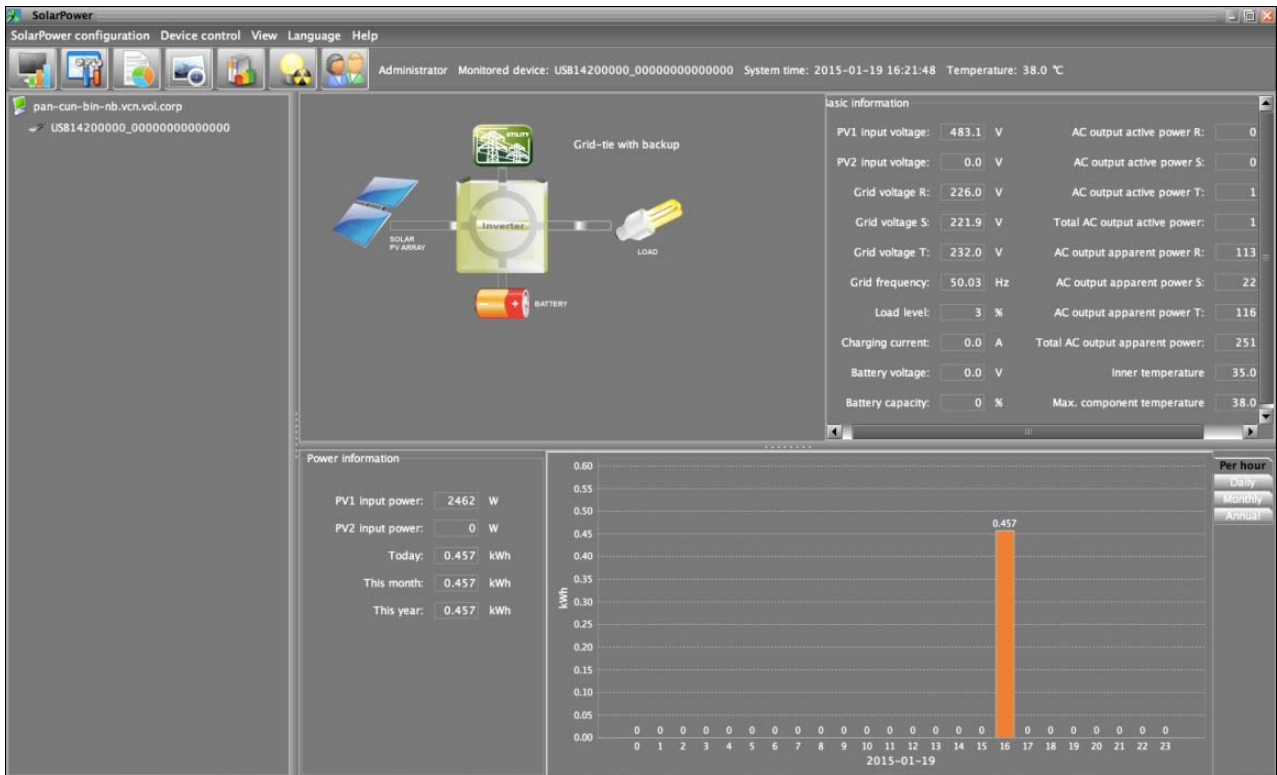 SolarPower
SolarPower configuration Device control View Language Help
Administrator Monitored device: USB14200000_00000000000000 System time: 2015-01-19 16:21:48 Temperature: 38.0 ℃
pan-cun-bin-nb.vcn.vol.corp
USB14200000_00000000000000
UTILITY
Grid-tie with backup
SOLAR
PV ARRAY
Inverter
LOAD
BATTERY
Basic information
PV1 input voltage: 483.1 V AC output active power R: 0
PV2 input voltage: 0.0 V AC output active power S: 0
Grid voltage R: 226.0 V AC output active power T: 1
Grid voltage S: 221.9 V Total AC output active power: 1
Grid voltage T: 232.0 V AC output apparent power R: 113
Grid frequency: 50.03 Hz AC output apparent power S: 22
Load level: 3 % AC output apparent power T: 116
Charging current: 0.0 A Total AC output apparent power: 251
Battery voltage: 0.0 V Inner temperature 35.0
Battery capacity: 0 % Max. component temperature 38.0
Power information
PV1 input power: 2462 W
PV2 input power: 0 W
Today: 0.457 kWh
This month: 0.457 kWh
This year: 0.457 kWh
kWh
0.60
0.55
0.50
0.45
0.40
0.35
0.30
0.25
0.20
0.15
0.10
0.05
0.00
0.457
0 0 0 0 0 0 0 0 0 0 0 0 0 0 0 0 0 0 0 0 0 0 0
0 1 2 3 4 5 6 7 8 9 10 11 12 13 14 15 16 17 18 19 20 21 22 23
2015-01-19
Per hour
Daily
Monthly
Annual